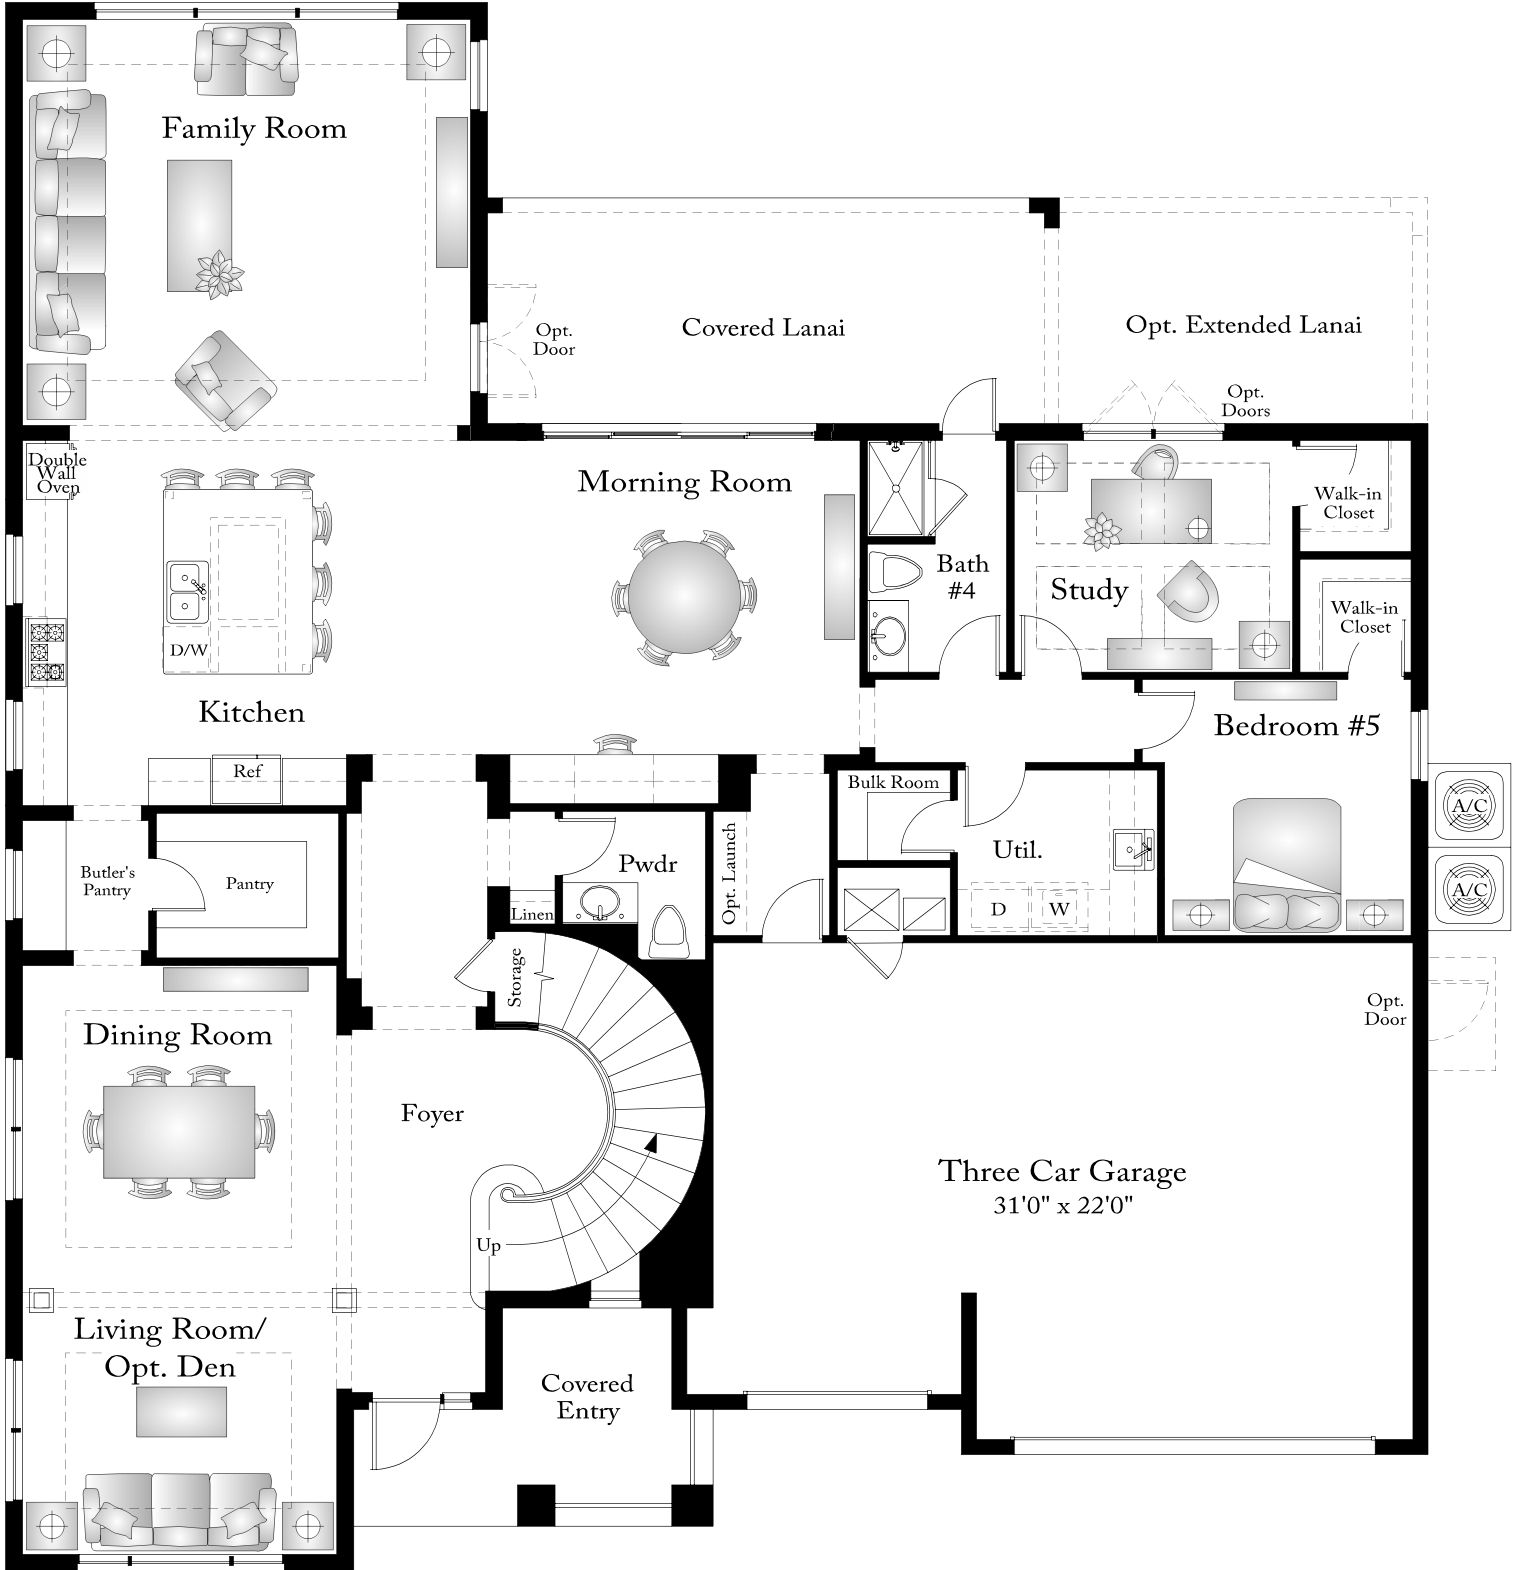 Family Room
Covered Lanai
Opt. Extended Lanai
Opt.
Door
Opt.
Doors
Double
Wall
Oven
Morning Room
Walk-in
Closet
Bath
#4
Study
Walk-in
Closet
D/W
Kitchen
Bedroom #5
Ref
Bulk Room
A/C
Util.
Butler's
Pantry
Pantry
Pwdr
Opt. Launch
A/C
Linen
D
W
Storage
Opt.
Door
Dining Room
Foyer
Three Car Garage
31'0" x 22'0"
Up
Living Room/
Opt. Den
Covered
Entry